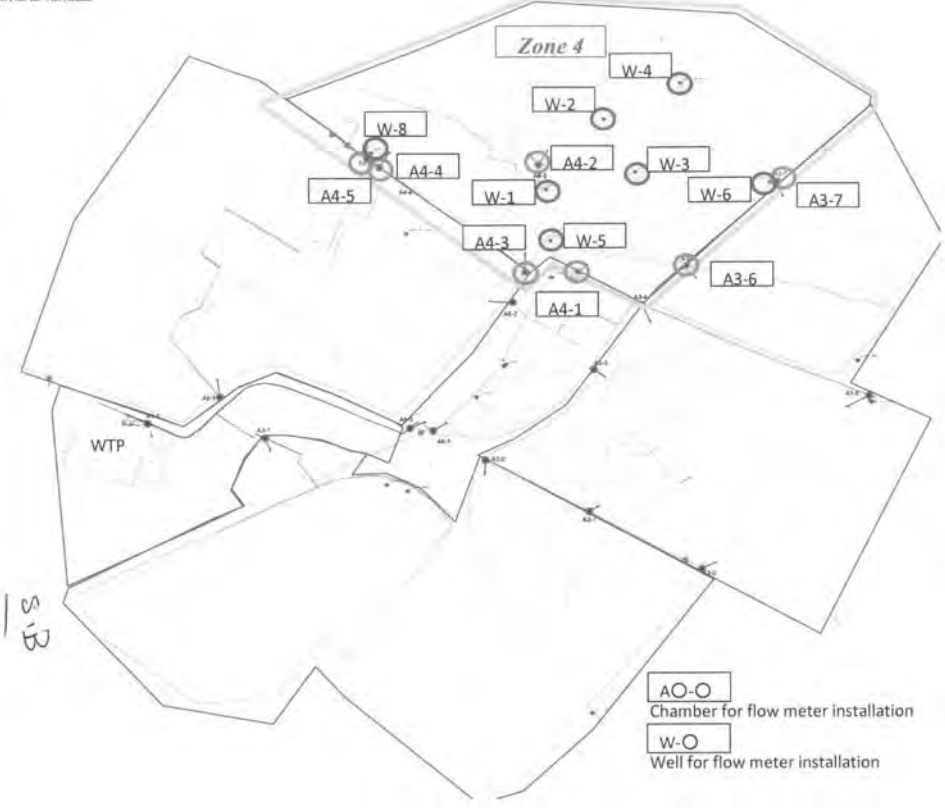 Zone 4
W-4
W-2
W-8
A4-4
A4-2
W-3
A4-5
W-1
W-6
A3-7
A4-3
W-5
A3-6
A4-1
WTP
S.B
AO-O
Chamber for flow meter installation
W-O
Well for flow meter installation